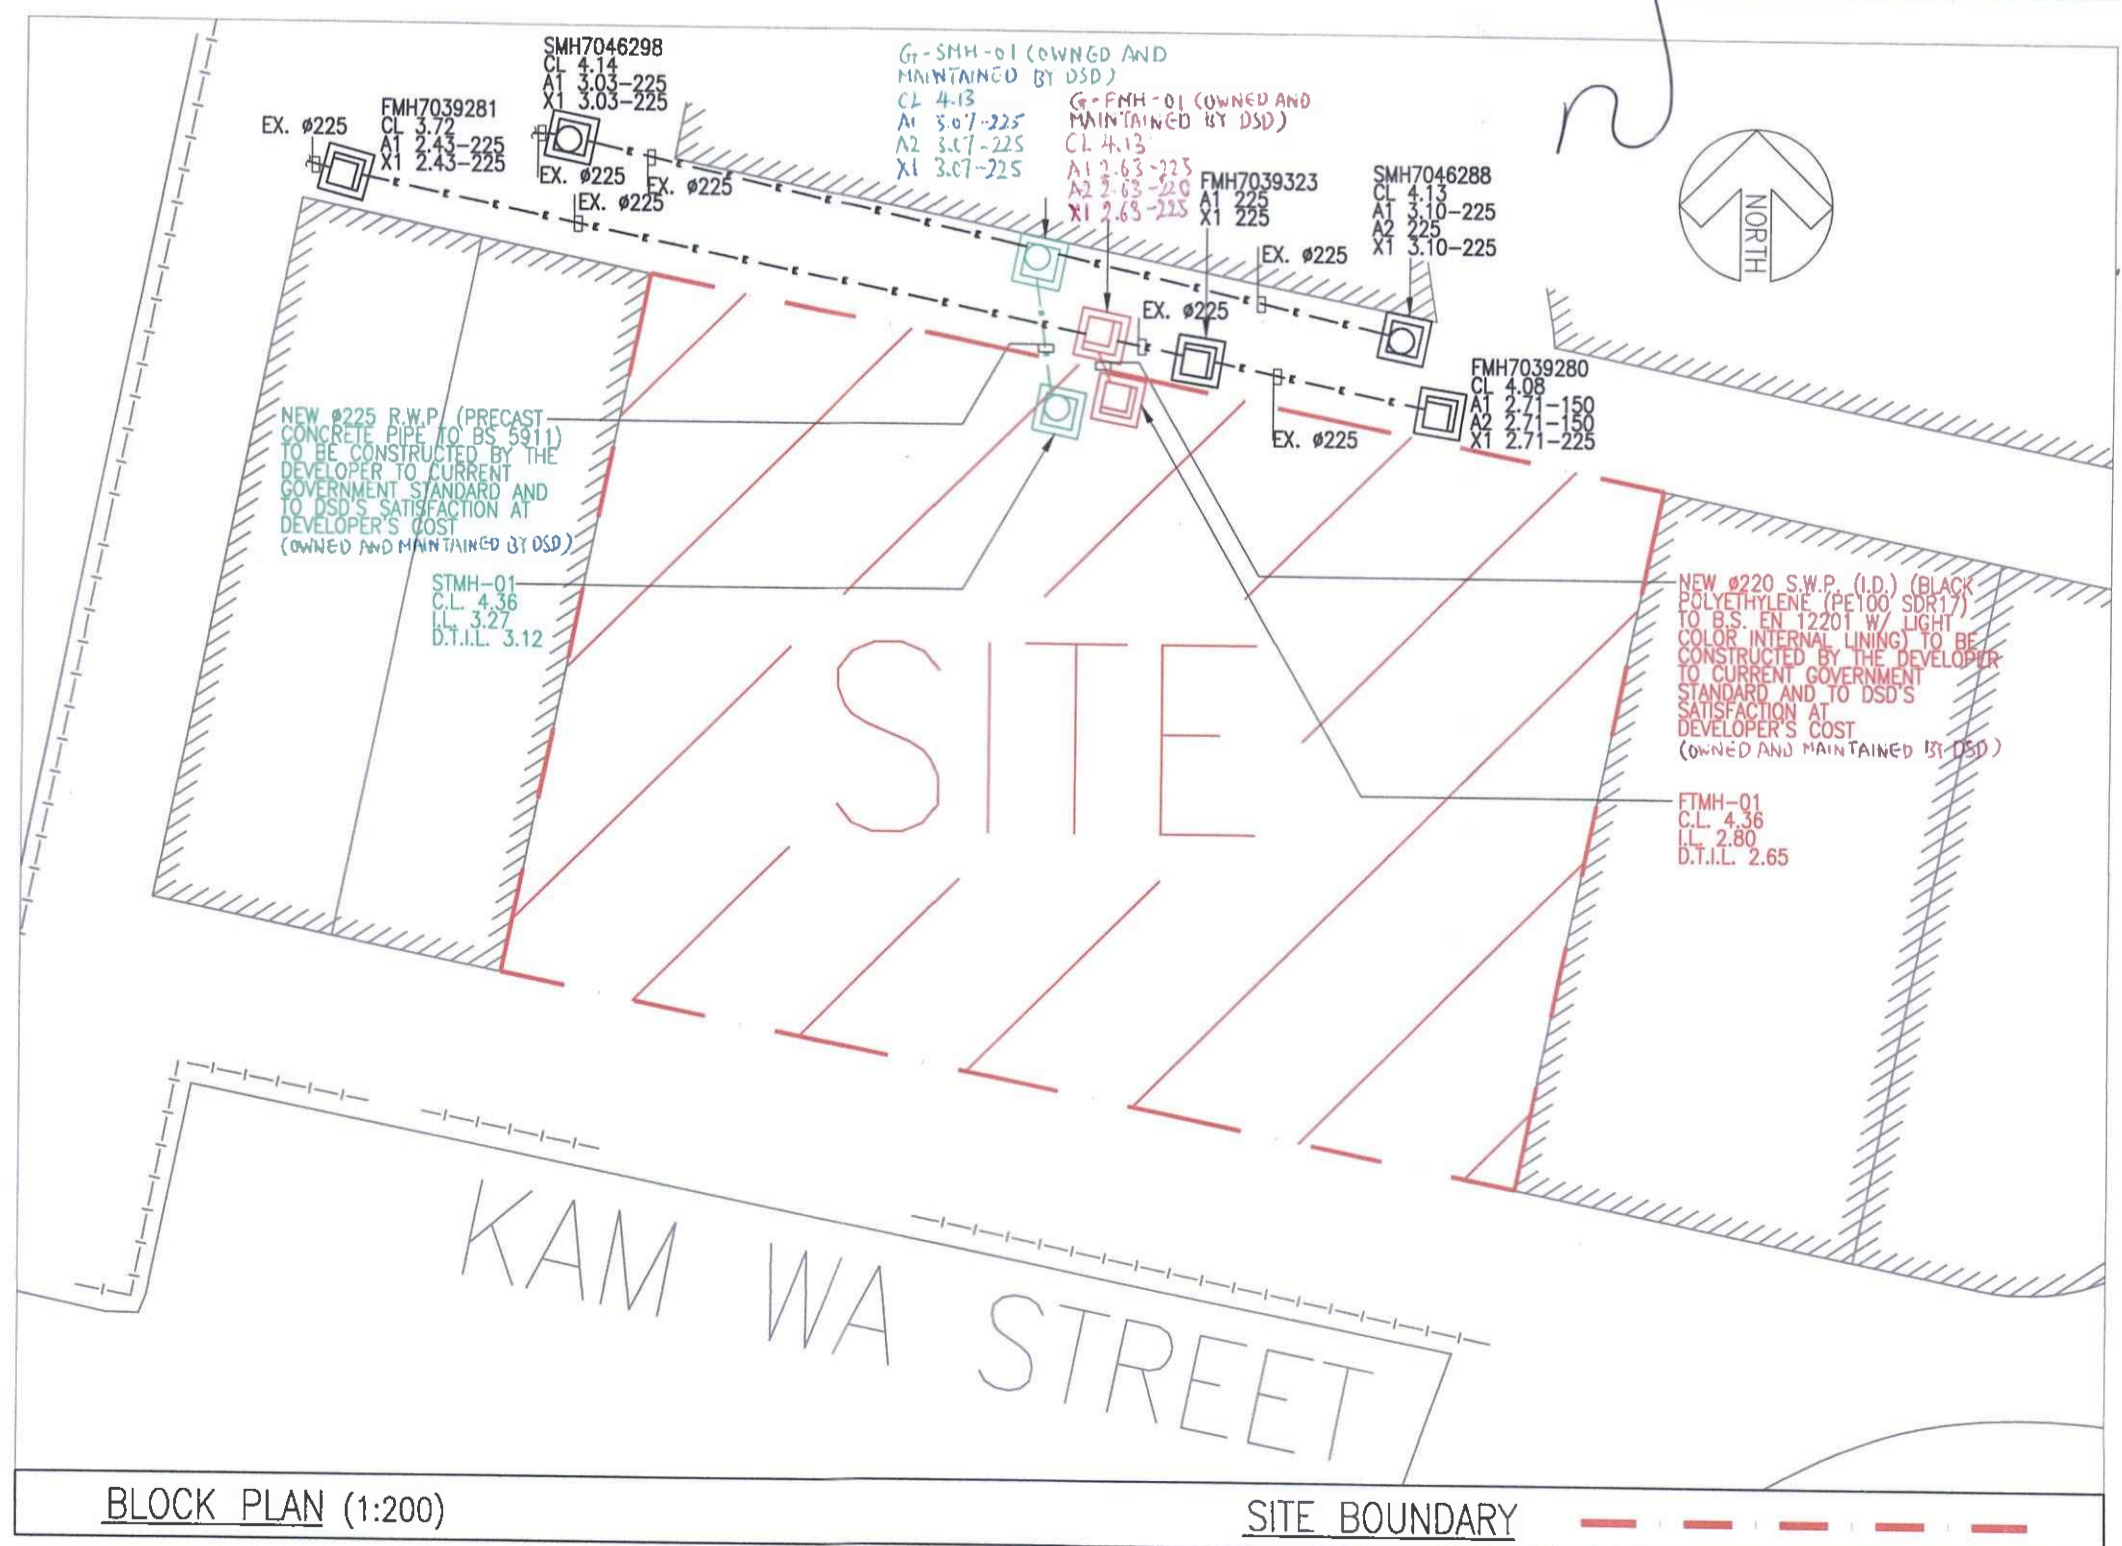 SMH7046298
CL 4.14
A1 3.03-225
X1 3.03-225
FMH7039281
CL 3.72
A1 2.43-225
X1 2.43-225
EX. ø225
EX. ø225
EX. ø225
EX. ø225
G-SMH-01 (OWNED AND
MAINTAINED BY DSD)
CL 4.13
A1 3.07-225
A2 3.07-225
X1 3.07-225
G-FMH-01 (OWNED AND
MAINTAINED BY DSD)
CL 4.13
A1 2.63-225
A2 2.63-220
X1 2.63-225
FMH7039323
A1 225
X1 225
SMH7046288
CL 4.13
A1 3.10-225
A2 225
X1 3.10-225
EX. ø225
EX. ø225
EX. ø225
FMH7039280
CL 4.08
A1 2.71-150
A2 2.71-150
X1 2.71-225
NORTH
NEW ø225 R.W.P. (PRECAST
CONCRETE PIPE TO BS 5911)
TO BE CONSTRUCTED BY THE
DEVELOPER TO CURRENT
GOVERNMENT STANDARD AND
TO DSD'S SATISFACTION AT
DEVELOPER'S COST
(OWNED AND MAINTAINED BY DSD)
STMH-01
C.L. 4.36
I.L. 3.27
D.T.I.L. 3.12
SITE
NEW ø220 S.W.P. (I.D.) (BLACK
POLYETHYLENE (PE100 SDR17)
TO B.S. EN 12201 W/ LIGHT
COLOR INTERNAL LINING) TO BE
CONSTRUCTED BY THE DEVELOPER
TO CURRENT GOVERNMENT
STANDARD AND TO DSD'S
SATISFACTION AT
DEVELOPER'S COST
(OWNED AND MAINTAINED BY DSD)
FTMH-01
C.L. 4.36
I.L. 2.80
D.T.I.L. 2.65
KAM WA STREET
BLOCK PLAN (1:200)
SITE BOUNDARY